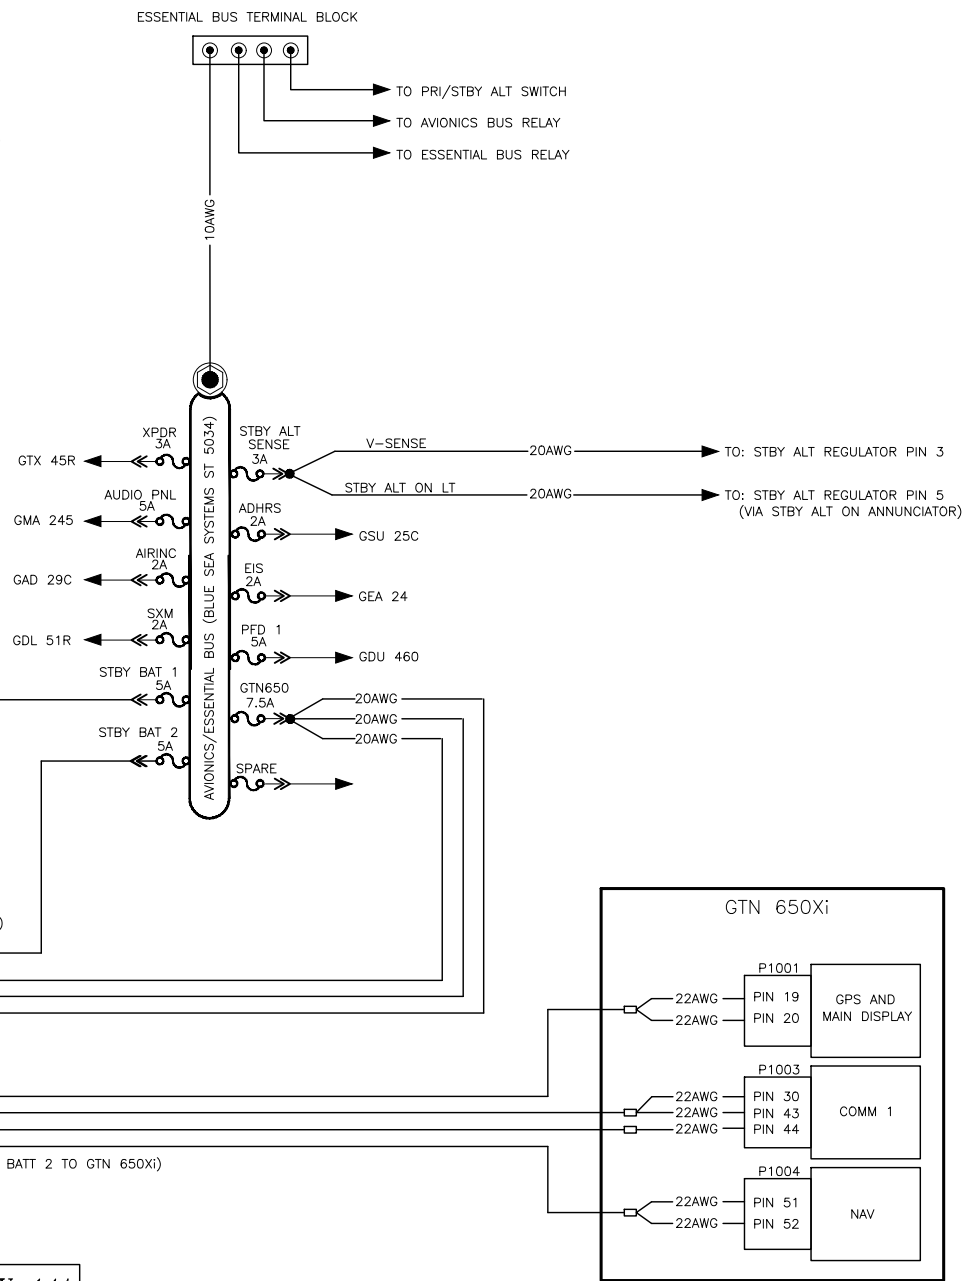 ESSENTIAL BUS TERMINAL BLOCK
TO PRI/STBY ALT SWITCH
TO AVIONICS BUS RELAY
TO ESSENTIAL BUS RELAY
10AWG
AVIONICS/ESSENTIAL BUS (BLUE SEA SYSTEMS ST 5034)
XPDR
3A
GTX 45R
AUDIO PNL
5A
GMA 245
AIRINC
2A
GAD 29C
SXM
2A
GDL 51R
STBY BAT 1
5A
STBY BAT 2
5A
STBY ALT
SENSE
3A
V-SENSE
20AWG
TO: STBY ALT REGULATOR PIN 3
STBY ALT ON LT
20AWG
TO: STBY ALT REGULATOR PIN 5
(VIA STBY ALT ON ANNUNCIATOR)
ADHRS
2A
GSU 25C
EIS
2A
GEA 24
PFD 1
5A
GDU 460
GTN650
7.5A
20AWG
20AWG
20AWG
SPARE
)
GTN 650Xi
P1001
22AWG PIN 19
22AWG PIN 20
GPS AND
MAIN DISPLAY
P1003
22AWG PIN 30
22AWG PIN 43
22AWG PIN 44
COMM 1
P1004
22AWG PIN 51
22AWG PIN 52
NAV
BATT 2 TO GTN 650Xi)